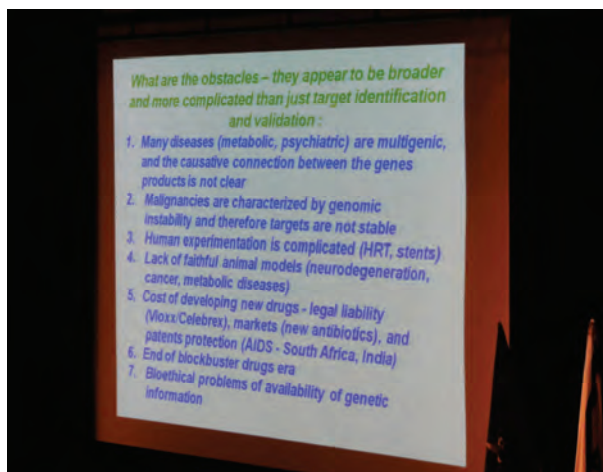 What are the obstacles – they appear to be broader
and more complicated than just target identification
and validation :
1. Many diseases (metabolic, psychiatric) are multigenic,
and the causative connection between the genes
products is not clear
2. Malignancies are characterized by genomic
instability and therefore targets are not stable
3. Human experimentation is complicated (HRT, stents)
4. Lack of faithful animal models (neurodegeneration,
cancer, metabolic diseases)
5. Cost of developing new drugs - legal liability
(Vioxx/Celebrex), markets (new antibiotics), and
patents protection (AIDS - South Africa, India)
6. End of blockbuster drugs era
7. Bioethical problems of availability of genetic
information